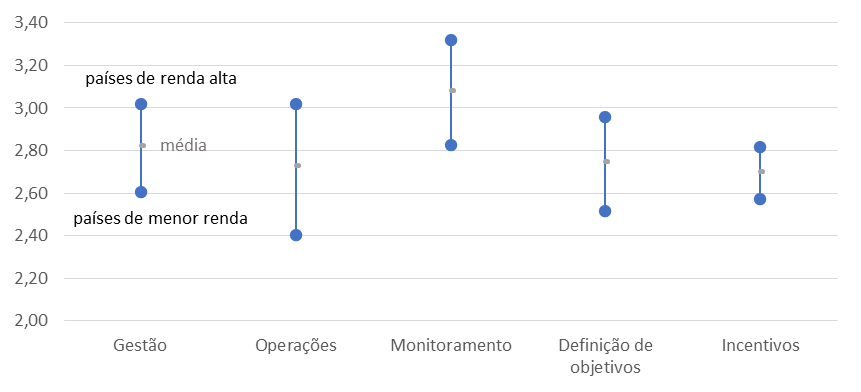 3,40
3,20
países de renda alta
3,00
média
2,80
2,60
países de menor renda
2,40
2,20
2,00
Gestão
Operações
Monitoramento
Definição de
objetivos
Incentivos